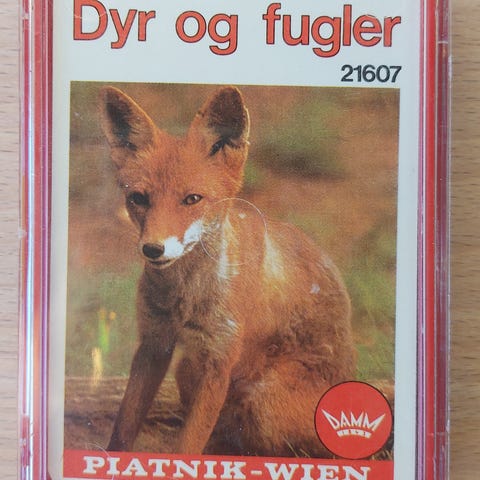 Dyr og fugler
21607
DAMM
PIATNIK-WIEN